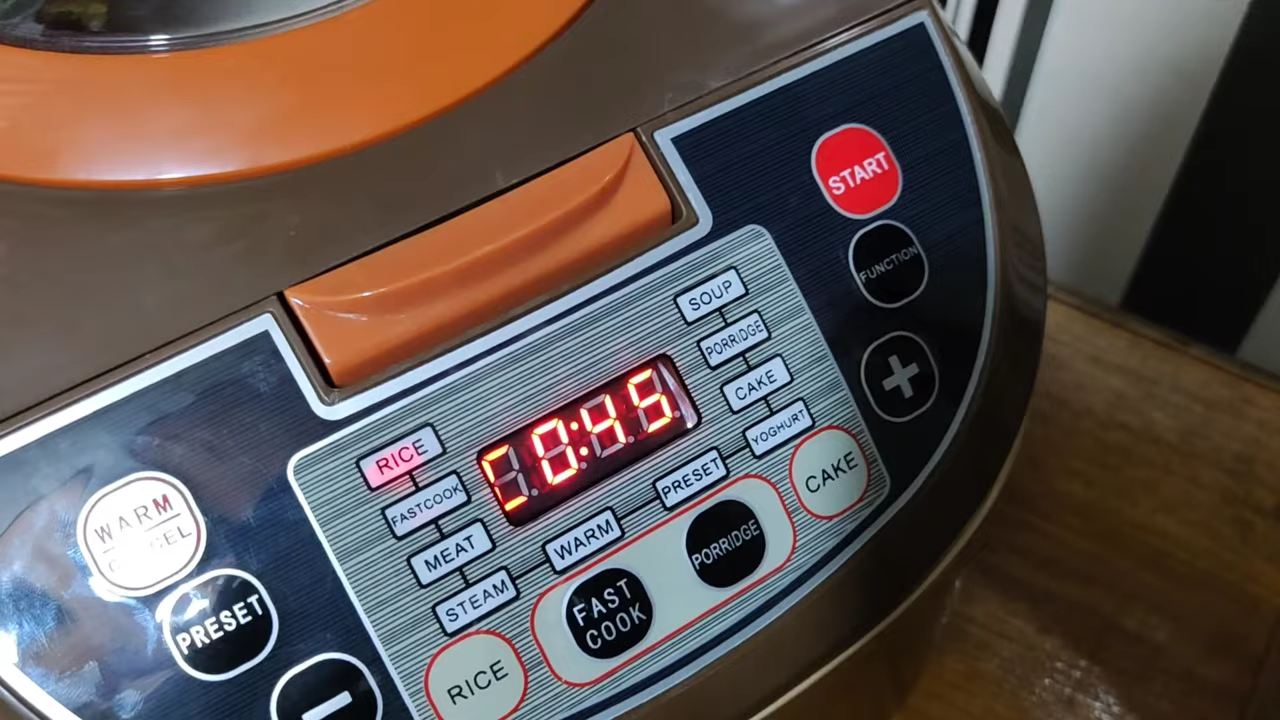 START
FUNCTION
+
SOUP
PORRIDGE
CAKE
YOGHURT
0:45
RICE
FASTCOOK
MEAT
STEAM
WARM
PRESET
WARM
PRESET
-
RICE
FAST
COOK
PORRIDGE
CAKE